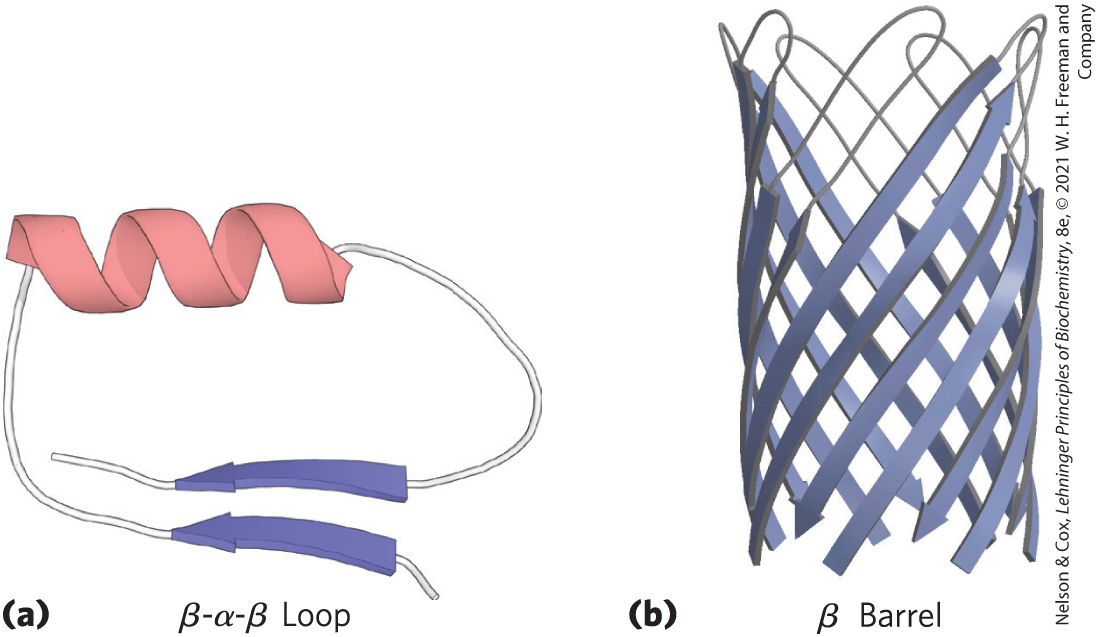 (a) β-α-β Loop
(b) β Barrel
Nelson & Cox, Lehninger Principles of Biochemistry, 8e, © 2021 W. H. Freeman and
Company